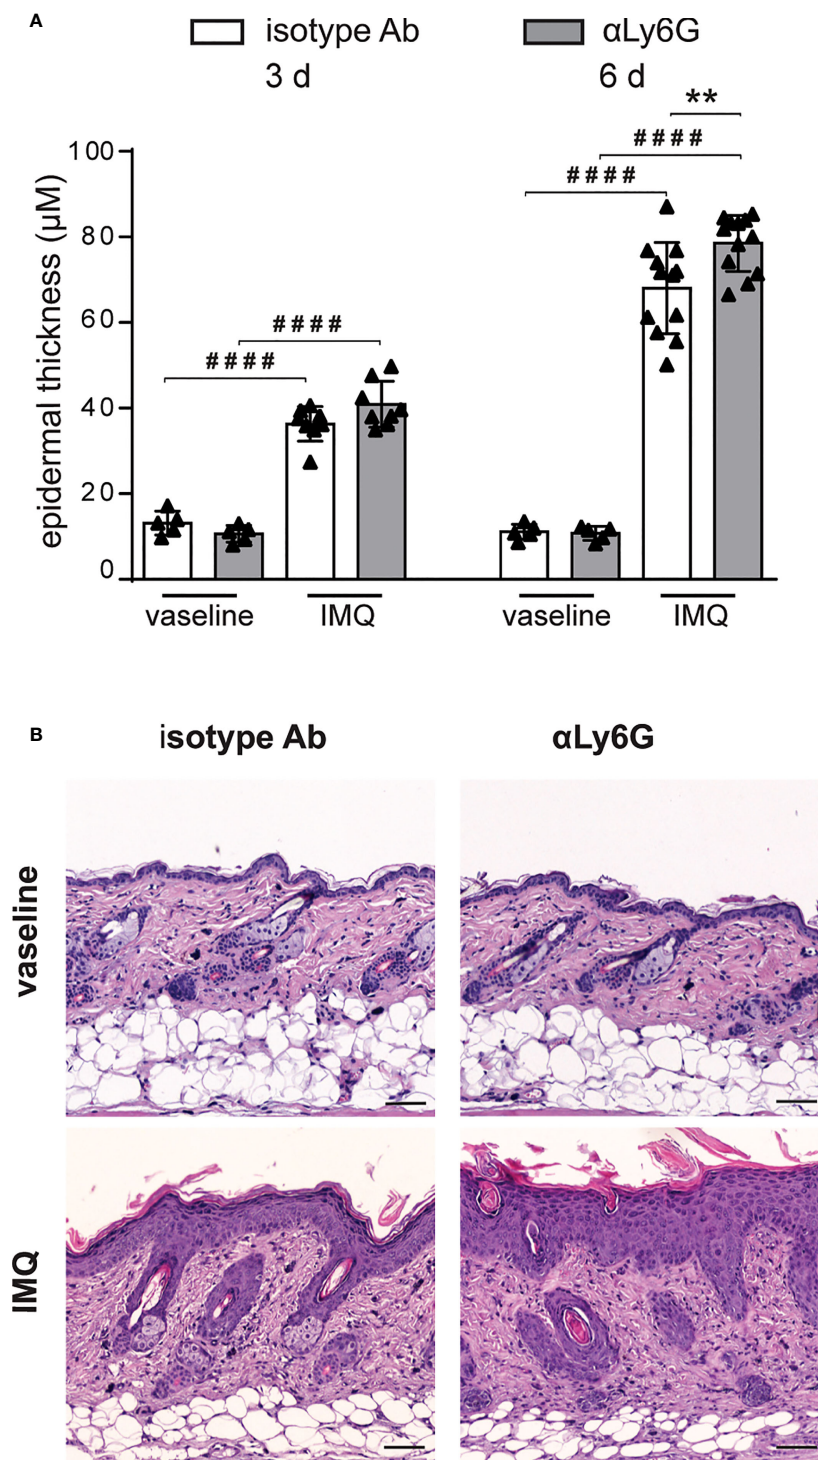 A
isotype Ab αLy6G
3 d 6 d
**
####
####
####
####
epidermal thickness (μM)
100
80
60
40
20
0
vaseline IMQ vaseline IMQ
B
isotype Ab αLy6G
vaseline
IMQ